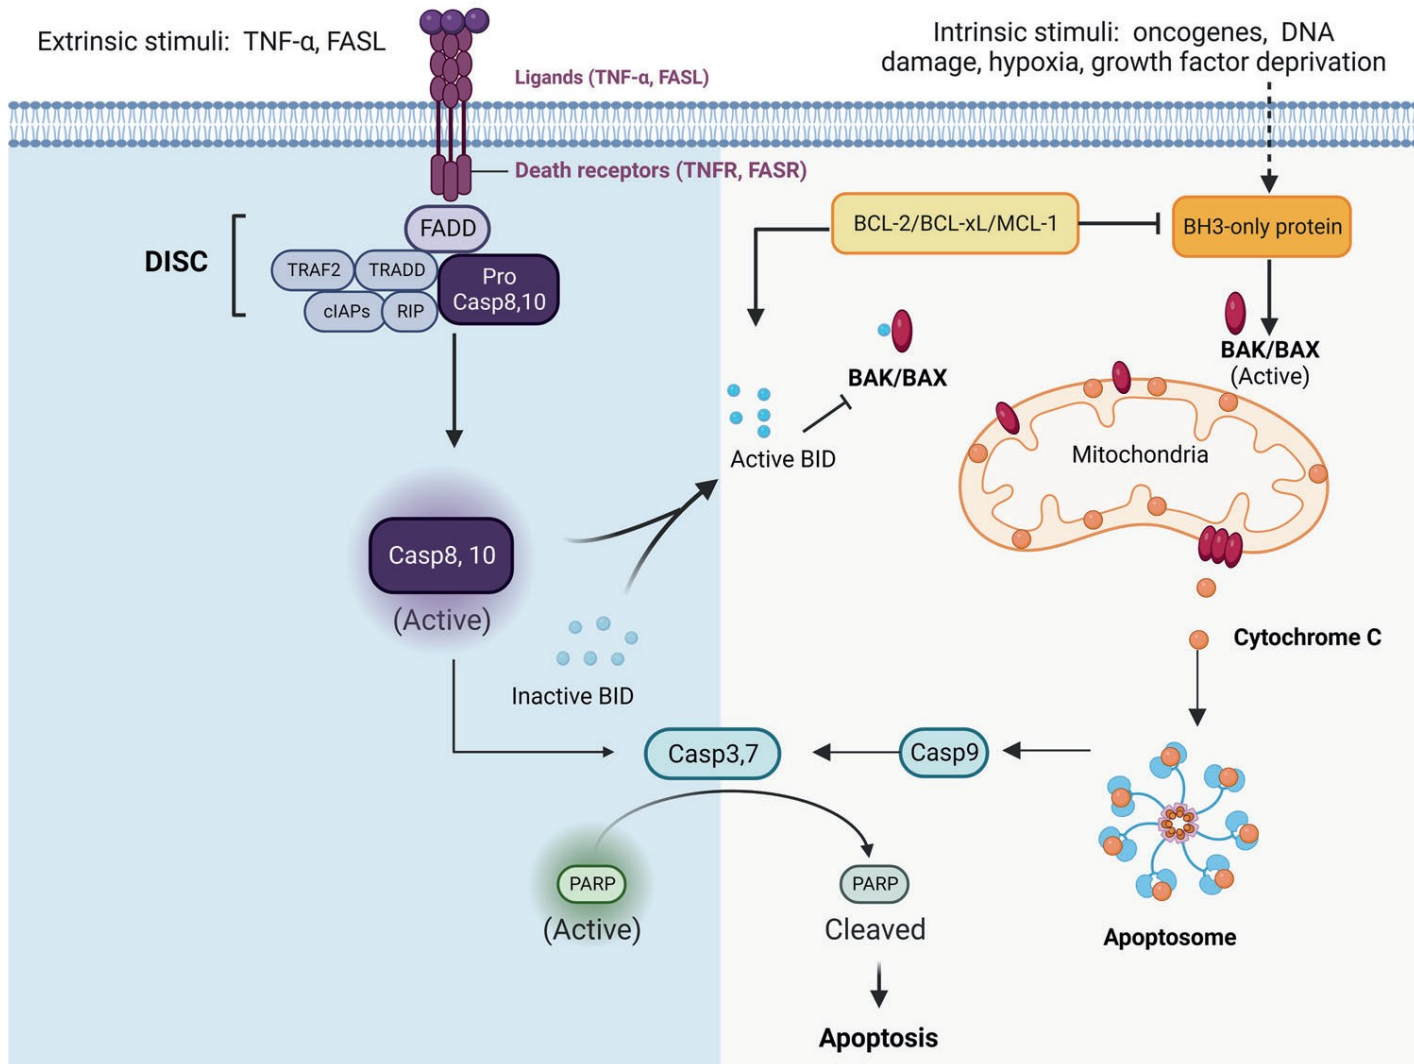 Extrinsic stimuli: TNF-α, FASL
Ligands (TNF-α, FASL)
Intrinsic stimuli: oncogenes, DNA
damage, hypoxia, growth factor deprivation
Death receptors (TNFR, FASR)
DISC
FADD
TRAF2
TRADD
cIAPs
RIP
Pro
Casp8,10
BCL-2/BCL-xL/MCL-1
BH3-only protein
BAK/BAX
BAK/BAX
(Active)
Active BID
Mitochondria
Casp8, 10
(Active)
Inactive BID
Cytochrome C
Casp3,7
Casp9
PARP
(Active)
PARP
Cleaved
Apoptosome
Apoptosis